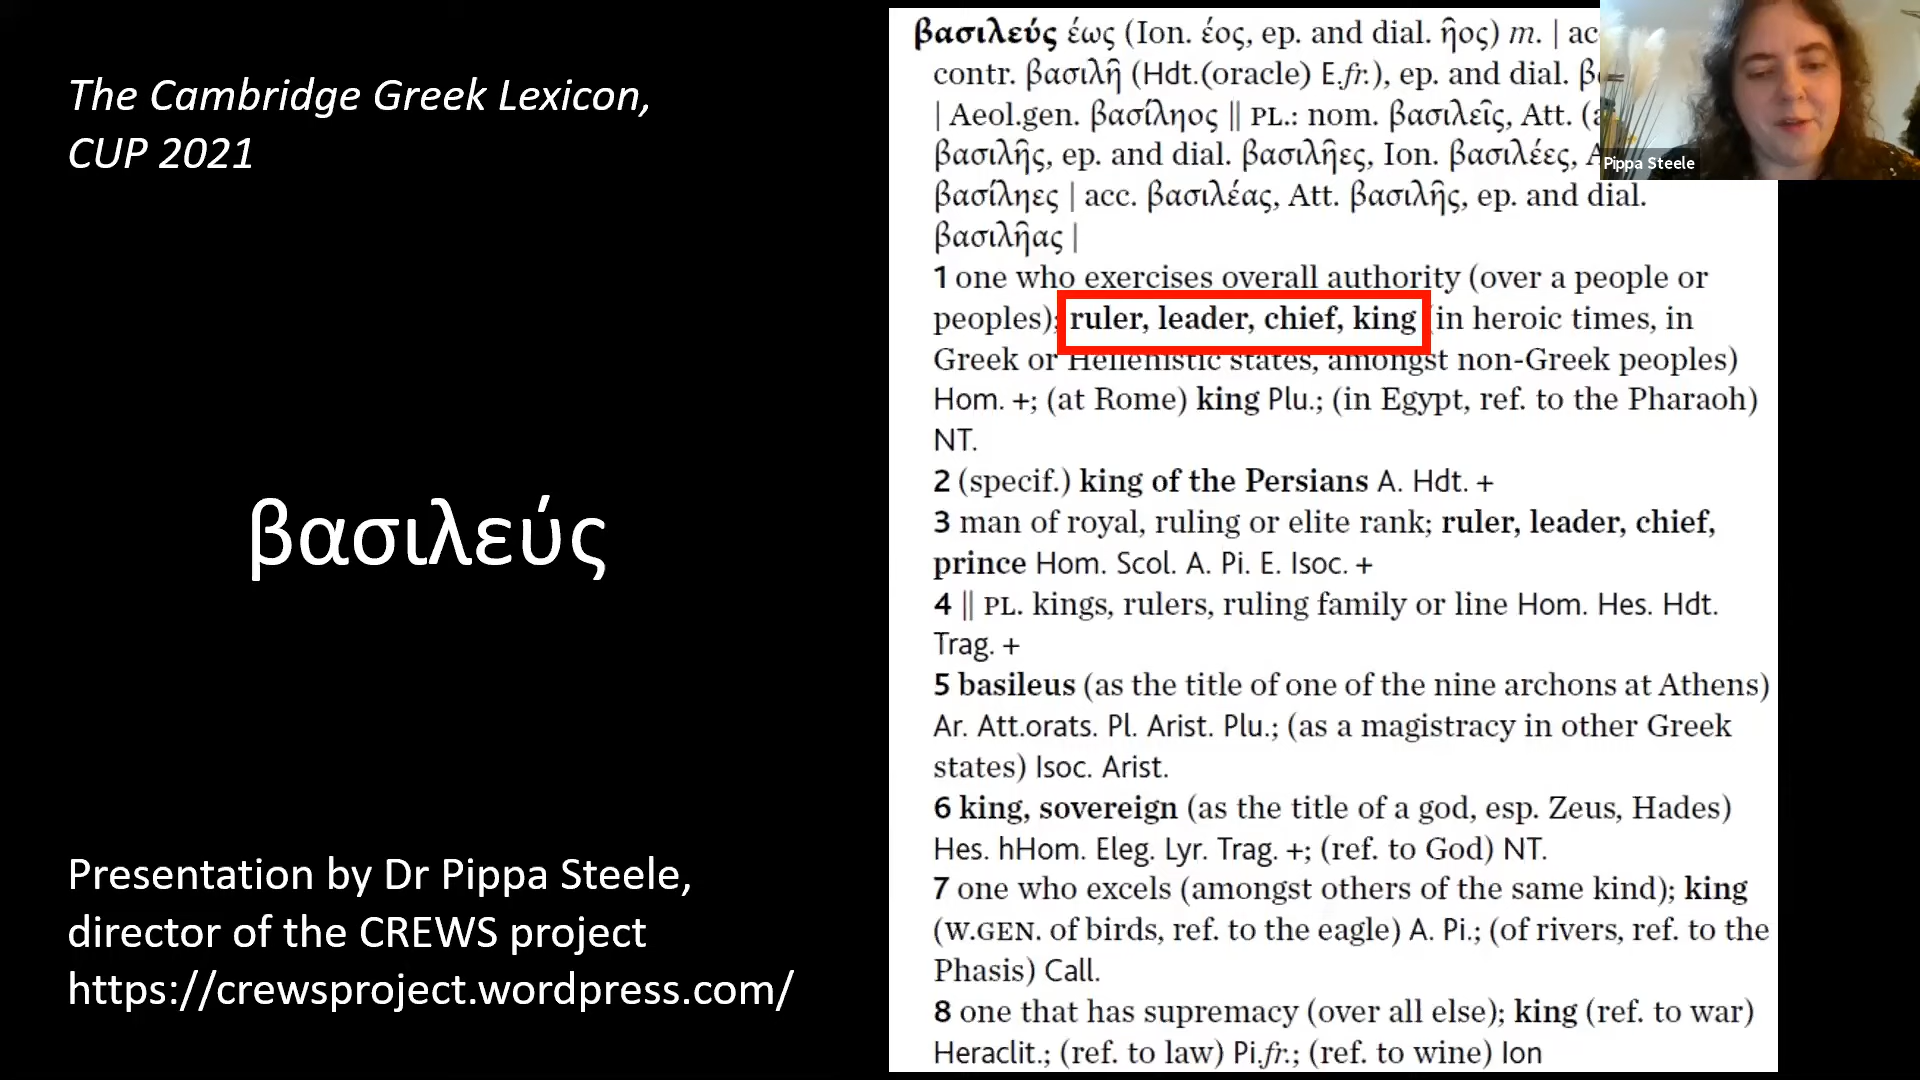 The Cambridge Greek Lexicon,
CUP 2021
βασιλεύς
Presentation by Dr Pippa Steele,
director of the CREWS project
https://crewsproject.wordpress.com/
βασιλεύς έως (Ion. έος, ep. and dial. ῆος) m. |
contr. βασιλῆ (Hdt.(oracle) E.fr.), ep. and dial.
| Aeol.gen. βασίληος || PL.: nom. βασιλεῖς, Att.
βασιλῆς, ep. and dial. βασιλῆες, Ion. βασιλέες,
βασίληες | acc. βασιλέας, Att. βασιλῆς, ep. and dial.
βασιλῆας |
1 one who exercises overall authority (over a people or
peoples); ruler, leader, chief, king (in heroic times, in
Greek or Hellenistic states, amongst non-Greek peoples)
Hom. +; (at Rome) king Plu.; (in Egypt, ref. to the Pharaoh)
NT.
2 (specif.) king of the Persians A. Hdt. +
3 man of royal, ruling or elite rank; ruler, leader, chief,
prince Hom. Scol. A. Pi. E. Isoc. +
4 || PL. kings, rulers, ruling family or line Hom. Hes. Hdt.
Trag. +
5 basileus (as the title of one of the nine archons at Athens)
Ar. Att.orats. Pl. Arist. Plu.; (as a magistracy in other Greek
states) Isoc. Arist.
6 king, sovereign (as the title of a god, esp. Zeus, Hades)
Hes. hHom. Eleg. Lyr. Trag. +; (ref. to God) NT.
7 one who excels (amongst others of the same kind); king
(W.GEN. of birds, ref. to the eagle) A. Pi.; (of rivers, ref. to the
Phasis) Call.
8 one that has supremacy (over all else); king (ref. to war)
Heraclit.; (ref. to law) Pi.fr.; (ref. to wine) Ion
Pippa Steele